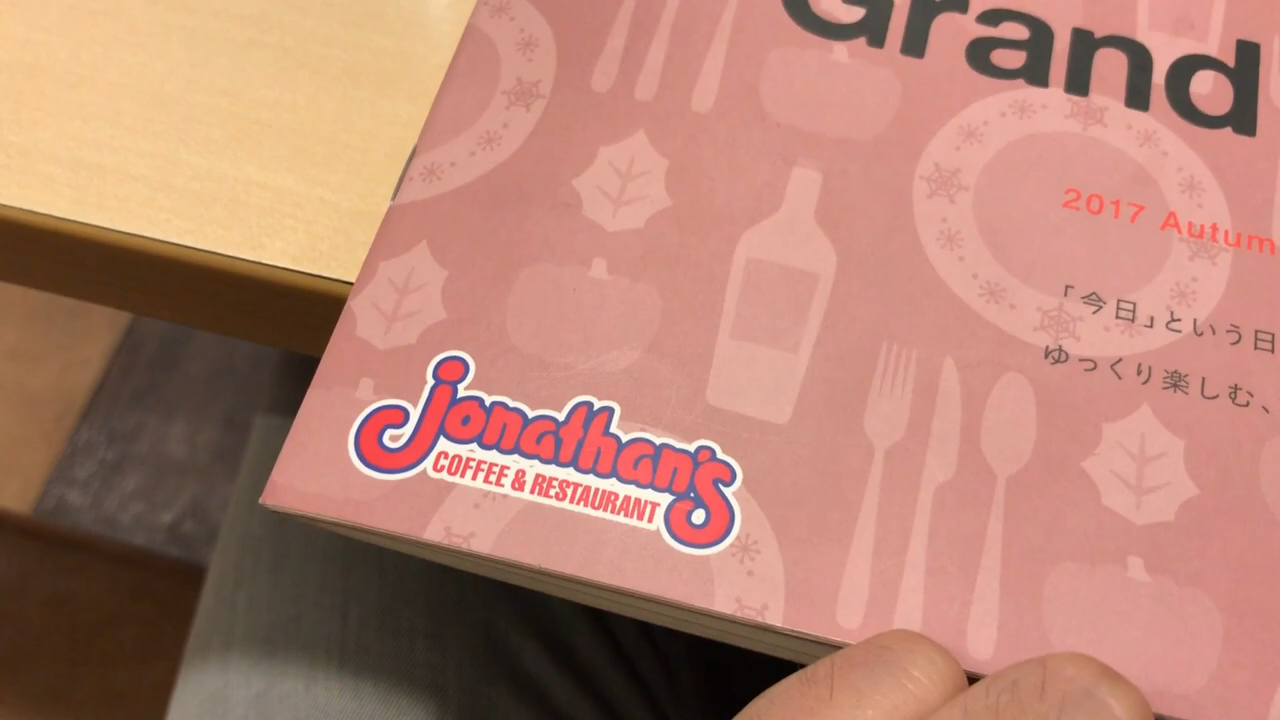 Grand
2017 Autum
「今日」という日
ゆっくり楽しむ、
jonathan's
COFFEE & RESTAURANT